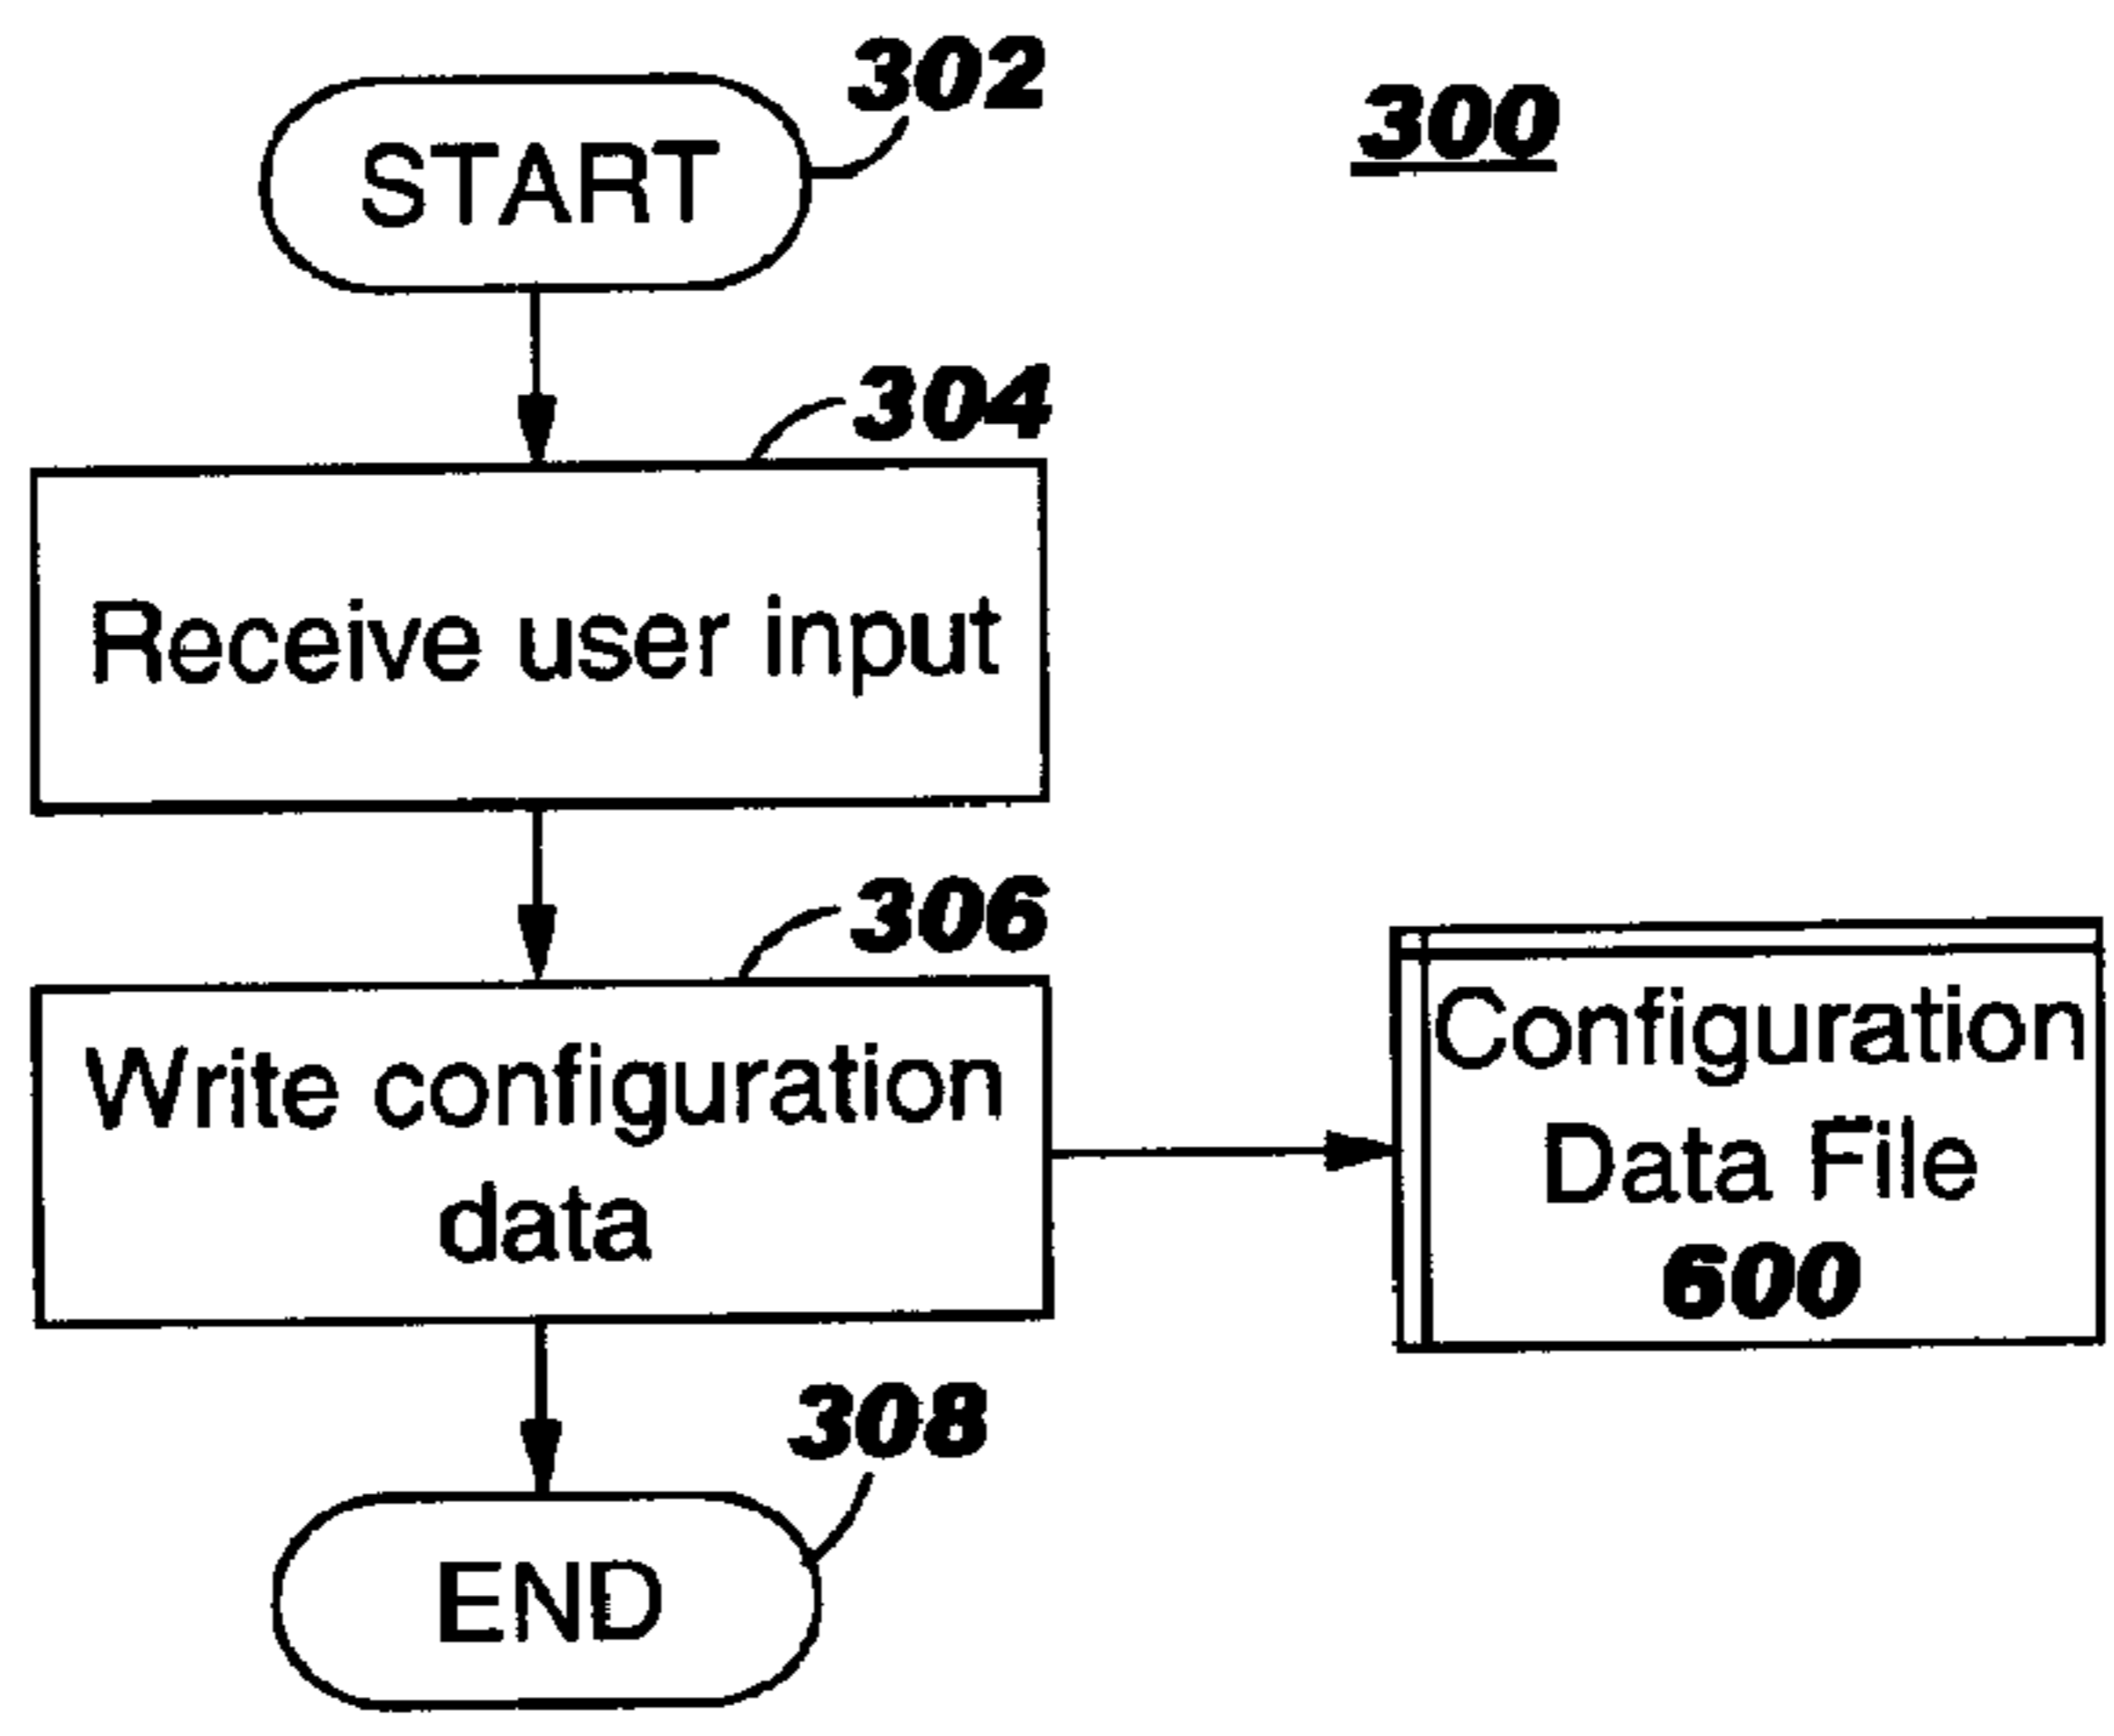 302
300
START
304
Receive user input
306
Write configuration
data
Configuration
Data File
600
308
END